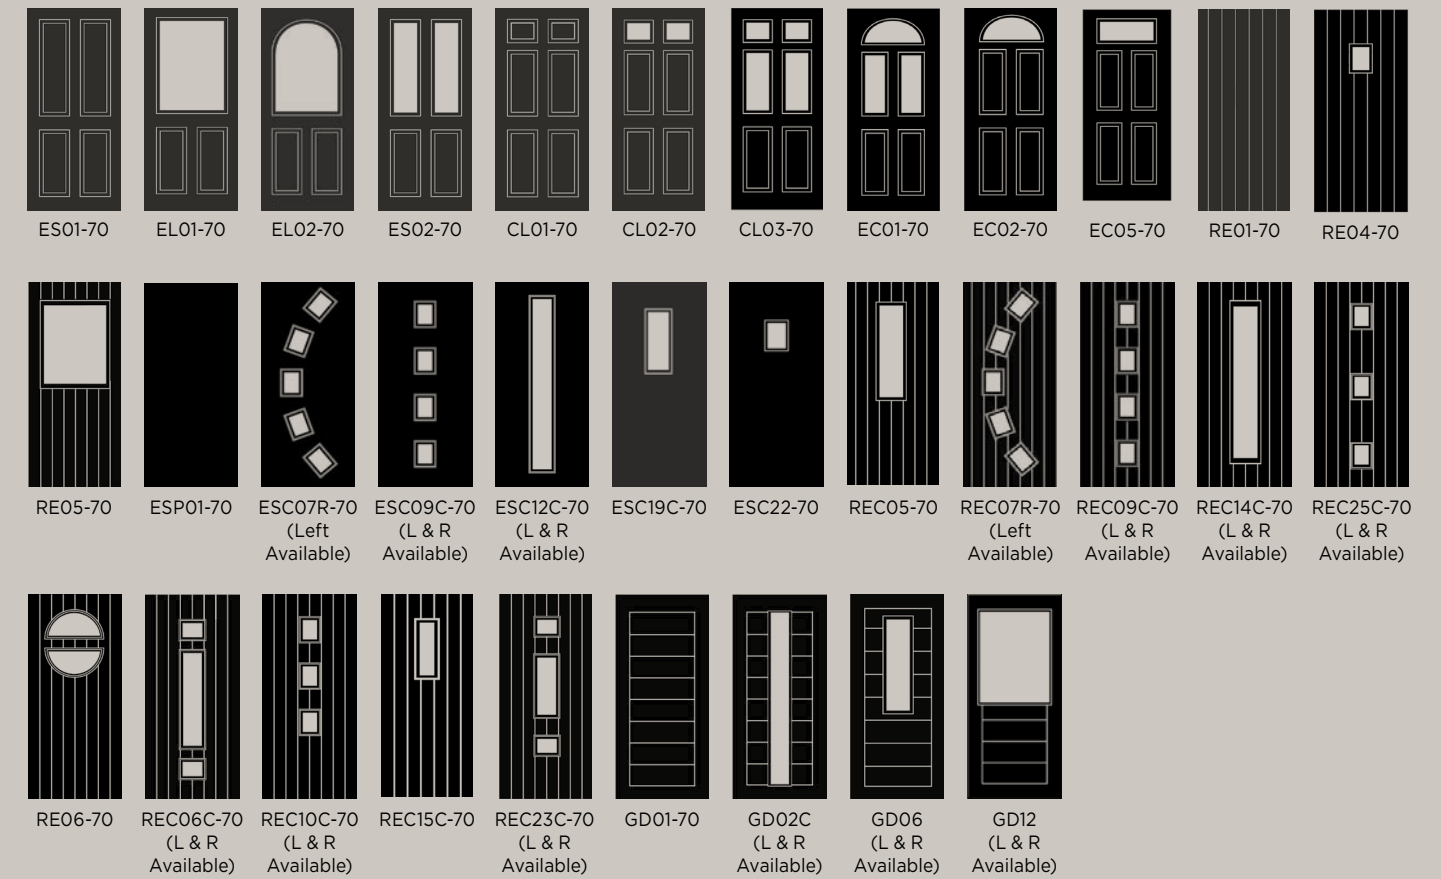 ES01-70
EL01-70
EL02-70
ES02-70
CL01-70
CL02-70
CL03-70
EC01-70
EC02-70
EC05-70
RE01-70
RE04-70
RE05-70
ESP01-70
ESC07R-70
(Left
Available)
ESC09C-70
(L & R
Available)
ESC12C-70
(L & R
Available)
ESC19C-70
ESC22-70
REC05-70
REC07R-70
(Left
Available)
REC09C-70
(L & R
Available)
REC14C-70
(L & R
Available)
REC25C-70
(L & R
Available)
RE06-70
REC06C-70
(L & R
Available)
REC10C-70
(L & R
Available)
REC15C-70
REC23C-70
(L & R
Available)
GD01-70
GD02C
(L & R
Available)
GD06
(L & R
Available)
GD12
(L & R
Available)